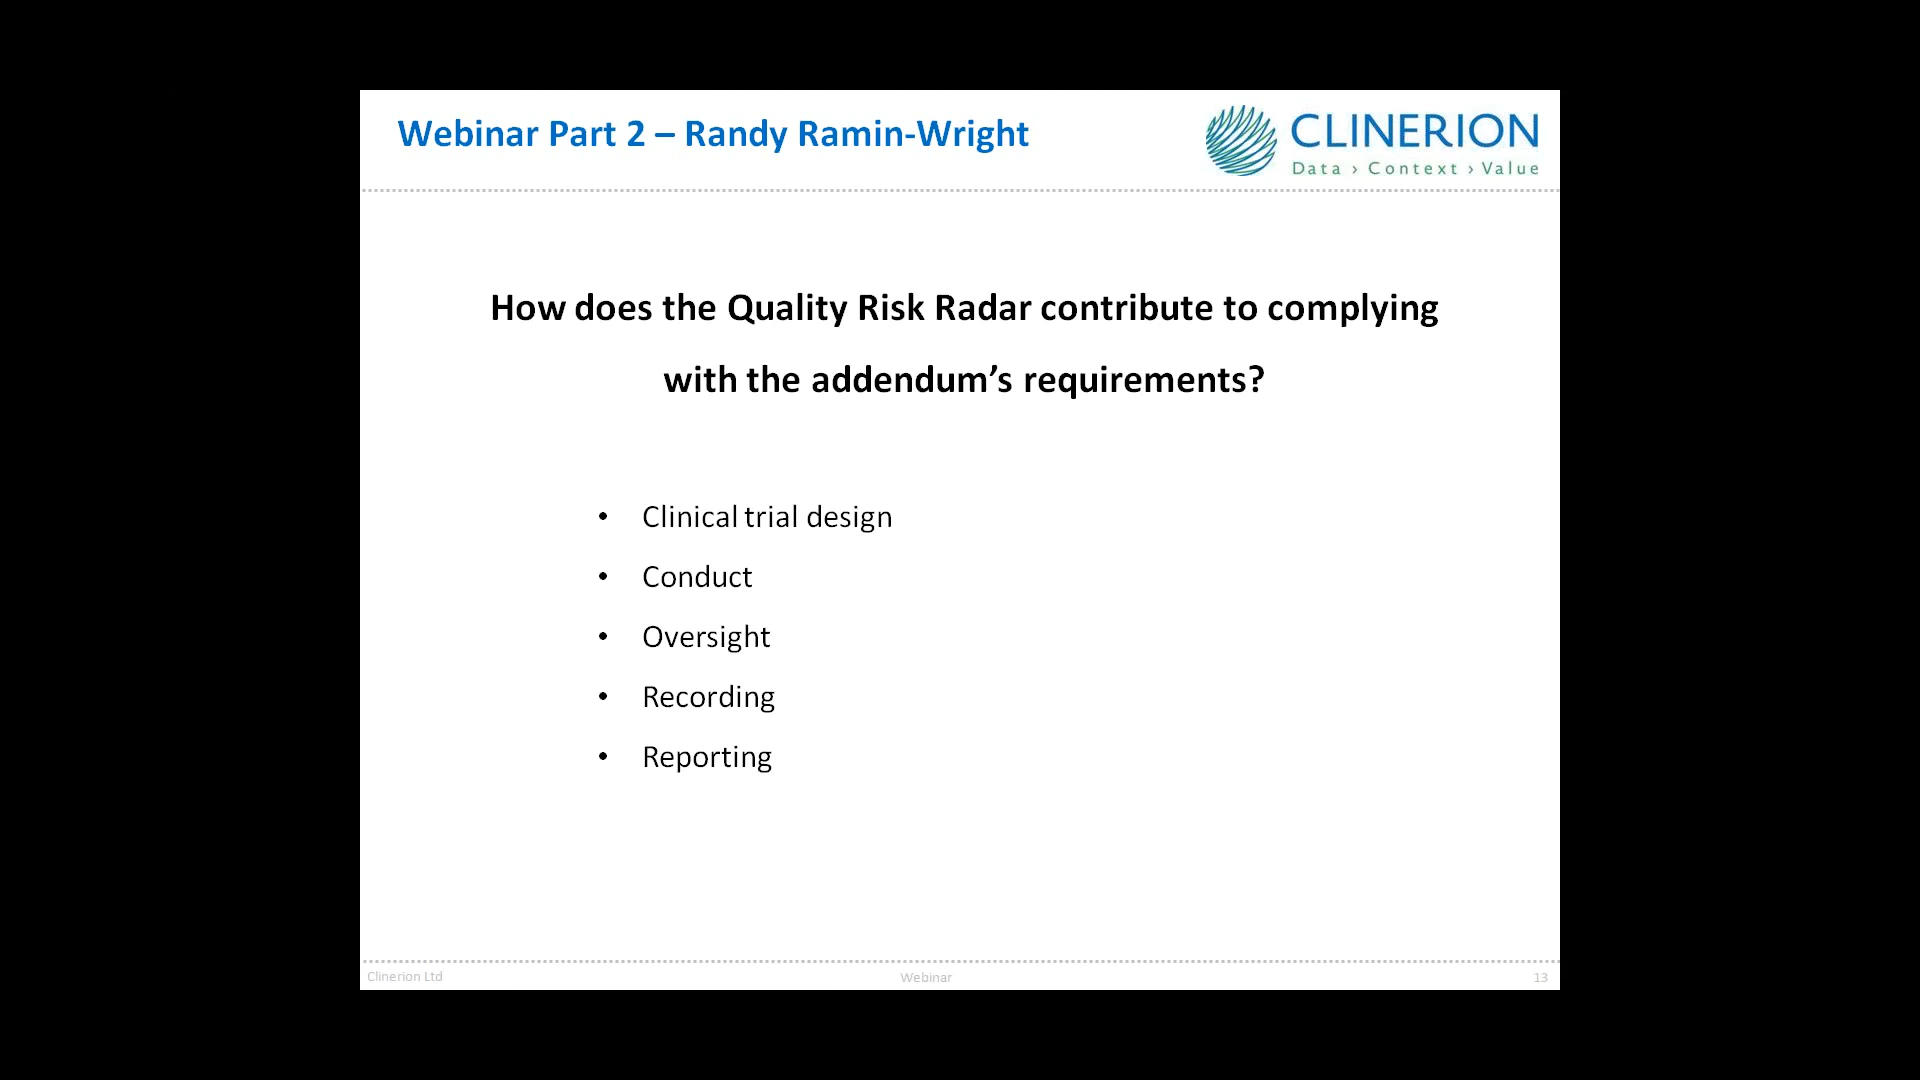 Webinar Part 2 – Randy Ramin-Wright
CLINERION
Data › Context › Value
How does the Quality Risk Radar contribute to complying
with the addendum’s requirements?
• Clinical trial design
• Conduct
• Oversight
• Recording
• Reporting
Clinerion Ltd
Webinar
13